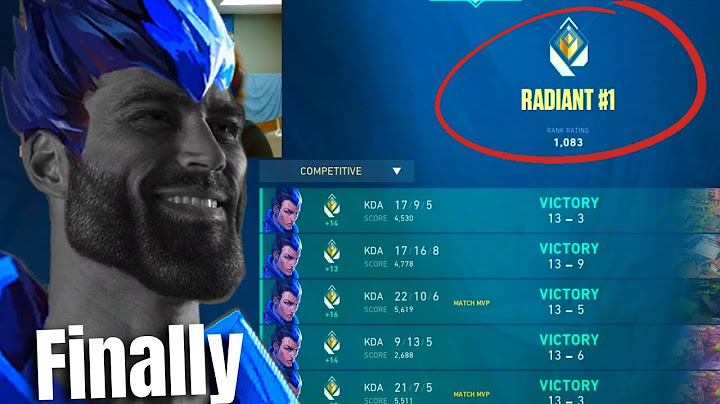 RADIANT #1
RANK RATING
1,083
COMPETITIVE ▼
KDA 17/9/5 VICTORY
+14 SCORE 4,530 13 – 3
KDA 17/16/8 VICTORY
+13 SCORE 4,778 13 – 9
KDA 22/10/6 MATCH MVP VICTORY
+16 SCORE 5,619 13 – 5
KDA 9/13/5 VICTORY
+14 SCORE 2,688 13 – 6
KDA 21/7/5 MATCH MVP VICTORY
SCORE 5,511 13 – 3
Finally